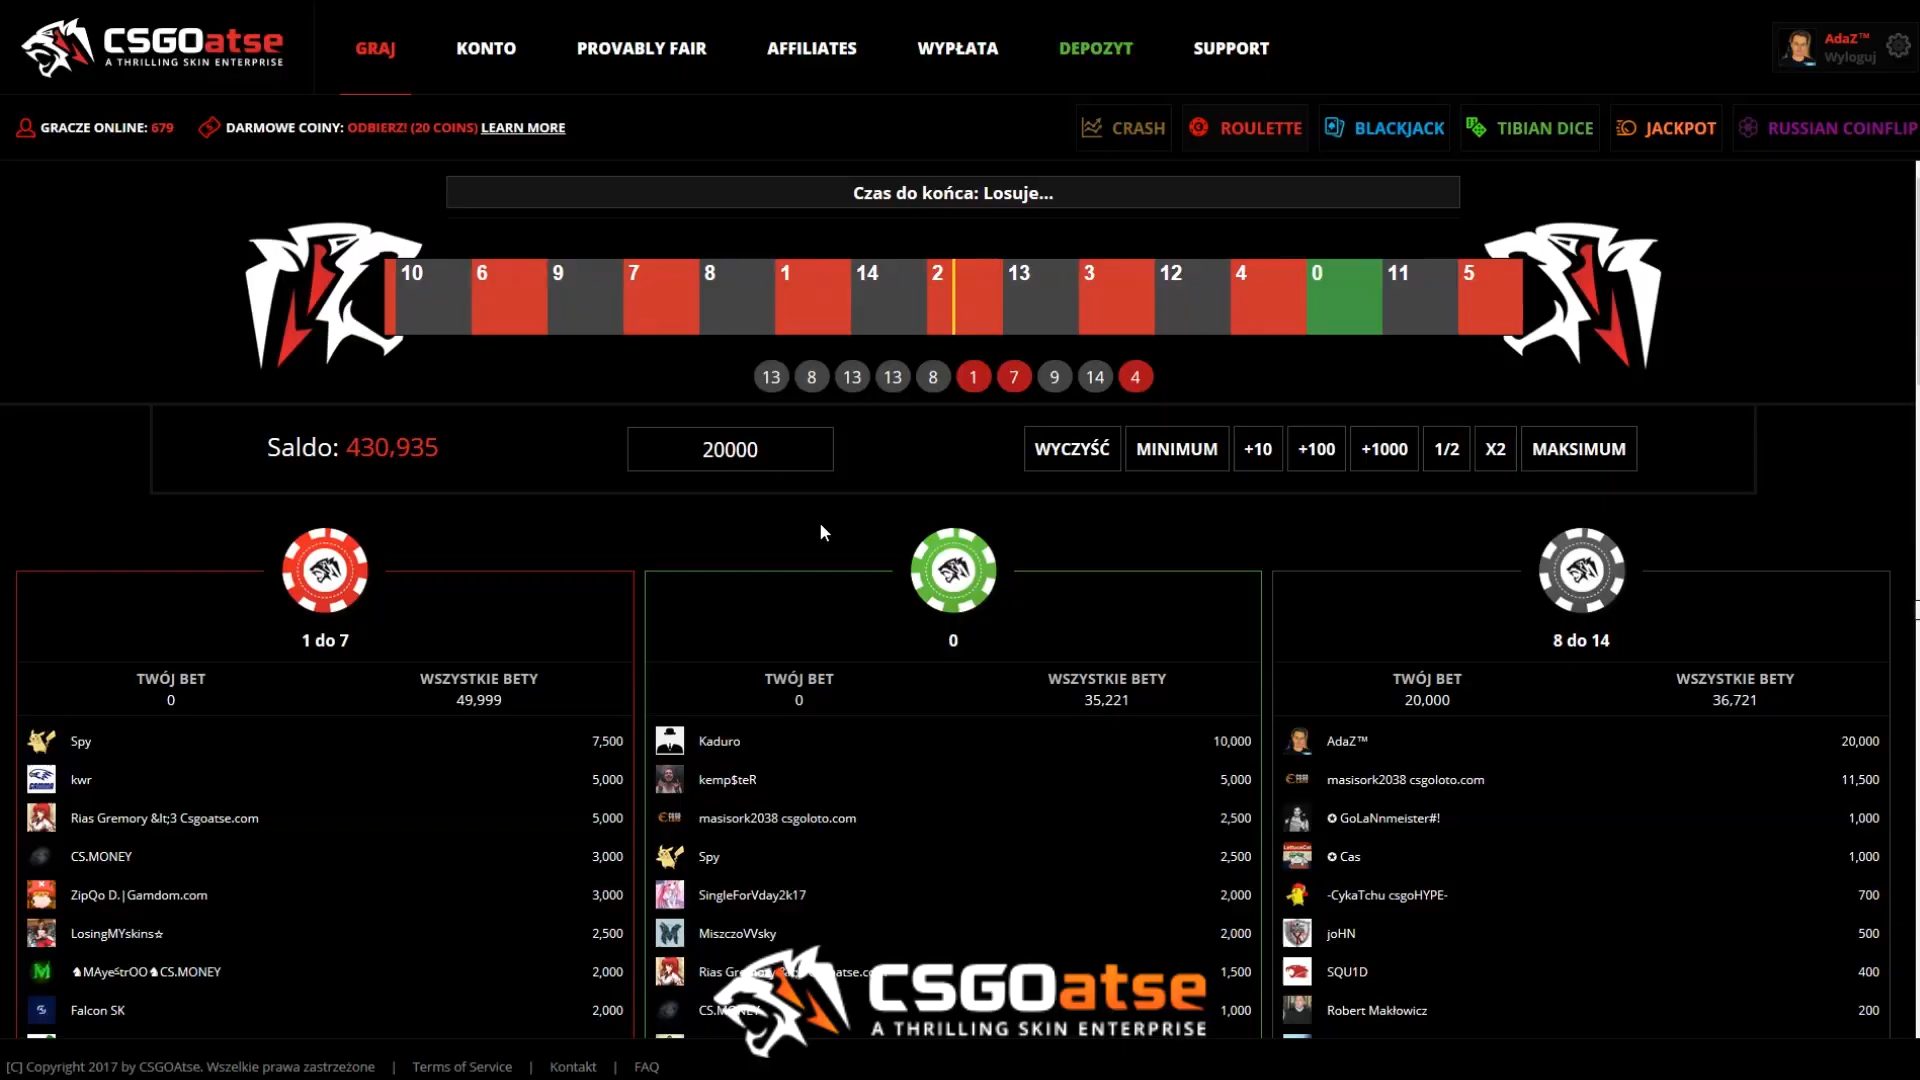 CSGOatse
A THRILLING SKIN ENTERPRISE
GRAJ KONTO PROVABLY FAIR AFFILIATES WYPŁATA DEPOZYT SUPPORT
AdaZ™
Wyloguj
GRACZE ONLINE: 679 DARMOWE COINY: ODBIERZ! (20 COINS) LEARN MORE
CRASH ROULETTE BLACKJACK TIBIAN DICE JACKPOT RUSSIAN COINFLIP
Czas do końca: Losuje...
10 6 9 7 8 1 14 2 13 3 12 4 0 11 5
13 8 13 13 8 1 7 9 14 4
Saldo: 430,935 20000 WYCZYŚĆ MINIMUM +10 +100 +1000 1/2 X2 MAKSIMUM
1 do 7
TWÓJ BET WSZYSTKIE BETY
0 49,999
Spy 7,500
kwr 5,000
Rias Gremory &lt;3 Csgoatse.com 5,000
CS.MONEY 3,000
ZipQo D.|Gamdom.com 3,000
LosingMYskins☆ 2,500
♞MAye≤trOO♞CS.MONEY 2,000
Falcon SK 2,000
0
TWÓJ BET WSZYSTKIE BETY
0 35,221
Kaduro 10,000
kemp$teR 5,000
masisork2038 csgoloto.com 2,500
Spy 2,500
SingleForVday2k17 2,000
MiszczoVVsky 2,000
Rias 1,500
1,000
8 do 14
TWÓJ BET WSZYSTKIE BETY
20,000 36,721
AdaZ™ 20,000
masisork2038 csgoloto.com 11,500
✪ GoLaNnmeister#! 1,000
✪ Cas 1,000
-CykaTchu csgoHYPE- 700
joHN 500
SQU1D 400
Robert Makłowicz 200
CSGOatse
A THRILLING SKIN ENTERPRISE
[C] Copyright 2017 by CSGOAtse. Wszelkie prawa zastrzeżone | Terms of Service | Kontakt | FAQ